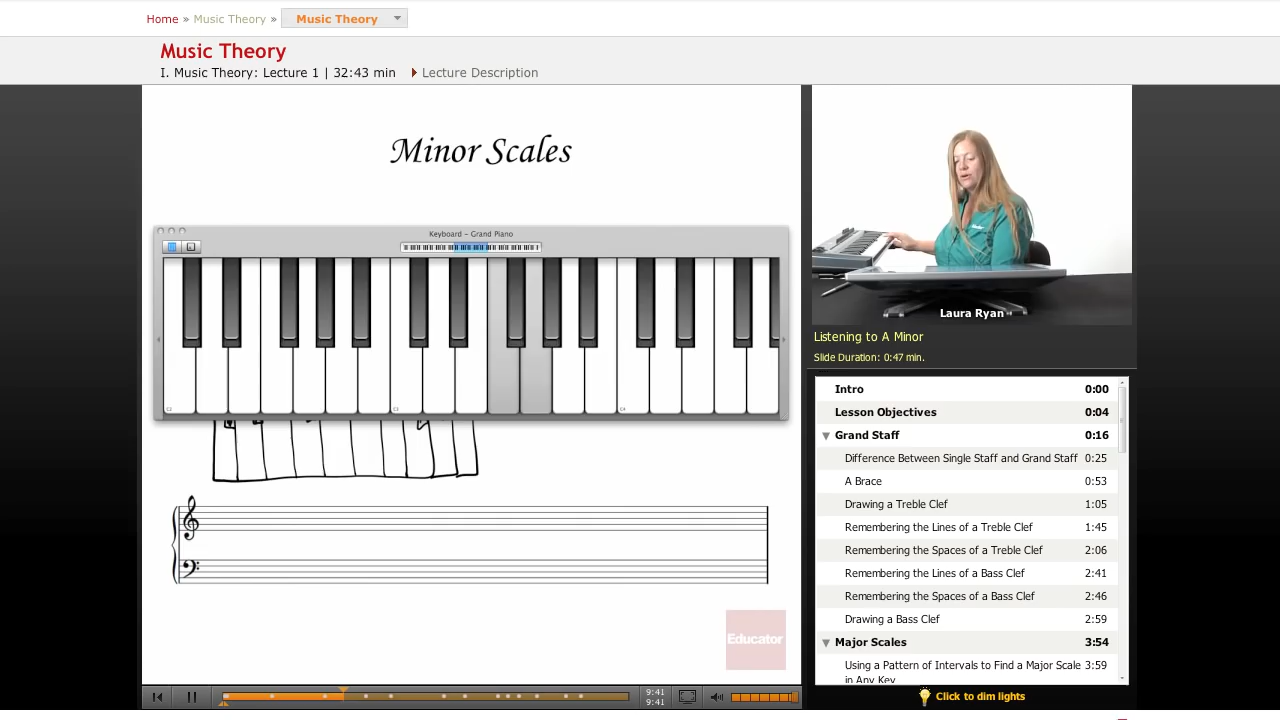 Home » Music Theory » Music Theory
Music Theory
I. Music Theory: Lecture 1 | 32:43 min Lecture Description
Minor Scales
Keyboard – Grand Piano
C2
C3
C4
Educator
9:41
9:41
Laura Ryan
Listening to A Minor
Slide Duration: 0:47 min.
Intro 0:00
Lesson Objectives 0:04
Grand Staff 0:16
Difference Between Single Staff and Grand Staff 0:25
A Brace 0:53
Drawing a Treble Clef 1:05
Remembering the Lines of a Treble Clef 1:45
Remembering the Spaces of a Treble Clef 2:06
Remembering the Lines of a Bass Clef 2:41
Remembering the Spaces of a Bass Clef 2:46
Drawing a Bass Clef 2:59
Major Scales 3:54
Using a Pattern of Intervals to Find a Major Scale 3:59
in Any Key
Click to dim lights